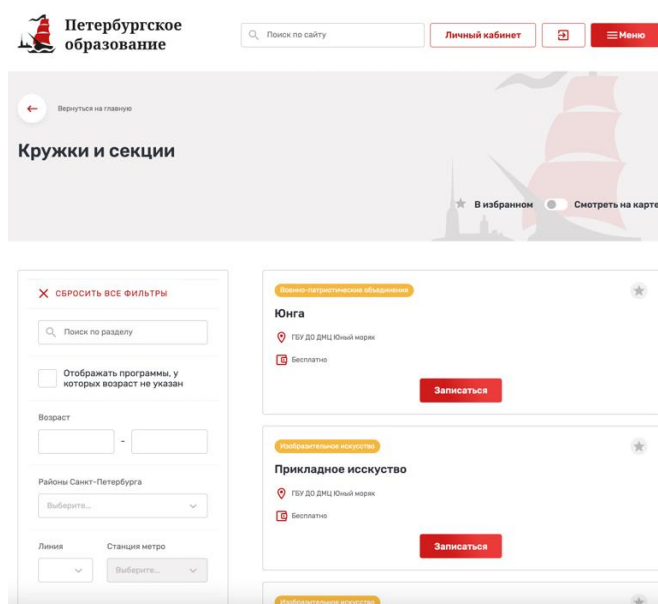 Петербургское
образование
Поиск по сайту
Личный кабинет
Меню
Вернуться на главную
Кружки и секции
В избранном
Смотреть на карте
СБРОСИТЬ ВСЕ ФИЛЬТРЫ
Поиск по разделу
Отображать программы, у
которых возраст не указан
Возраст
-
Районы Санкт-Петербурга
Выберите...
Линия Станция метро
Выберите...
Военно-патриотические объединения
Юнга
ГБУ ДО ДМЦ Юный моряк
Бесплатно
Записаться
Изобразительное искусство
Прикладное исскуство
ГБУ ДО ДМЦ Юный моряк
Бесплатно
Записаться
Изобразительное искусство